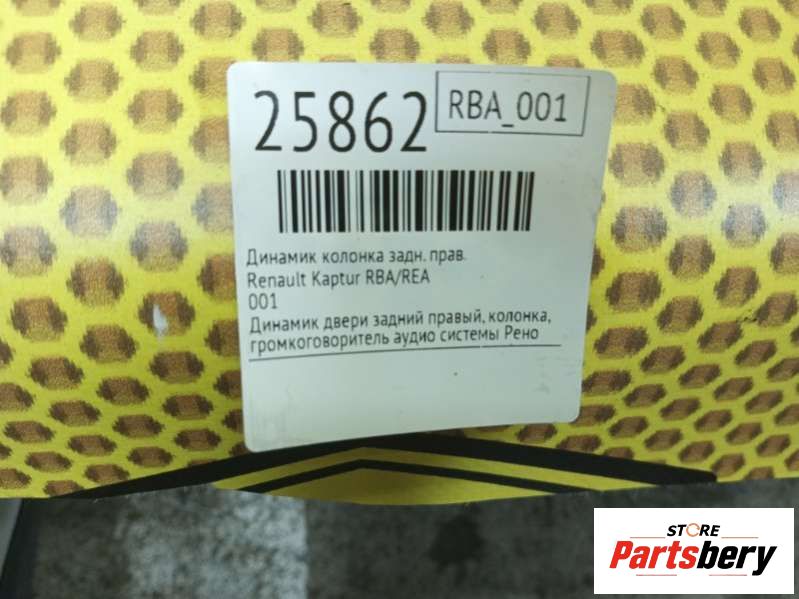 25862
RBA_001
Динамик колонка задн. прав.
Renault Kaptur RBA/REA
001
Динамик двери задний правый, колонка,
громкоговоритель аудио системы Рено
STORE
Partsbery